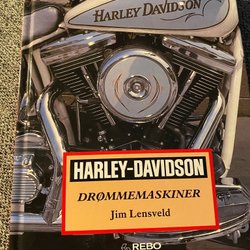 HARLEY DAVIDSON
HARLEY-DAVIDSON
DRØMMEMASKINER
Jim Lensveld
REBO